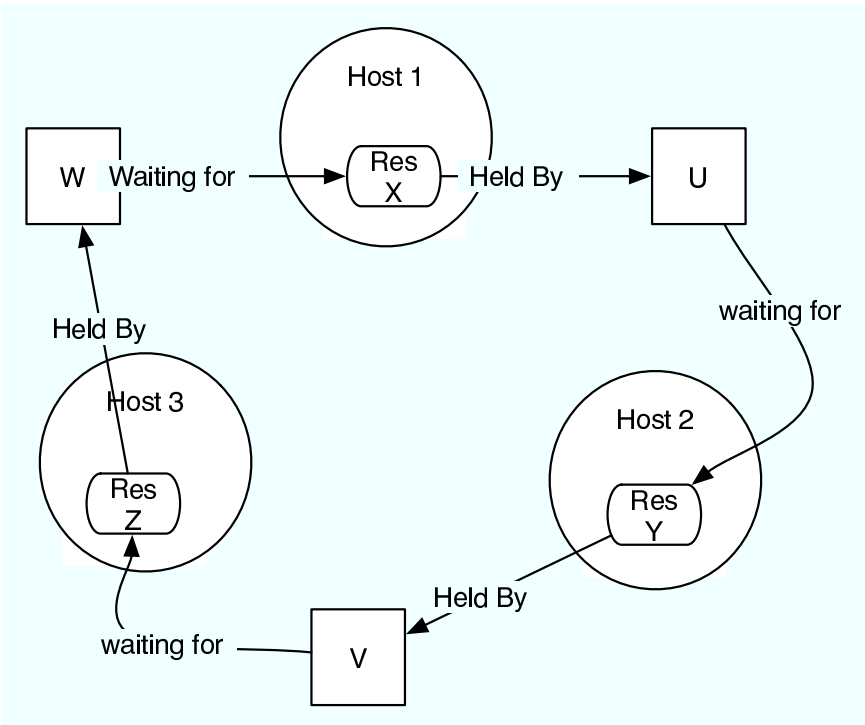 Host 1
W
Waiting for
Res
X
Held By
U
waiting for
Held By
Host 3
Host 2
Res
Z
Res
Y
Held By
waiting for
V